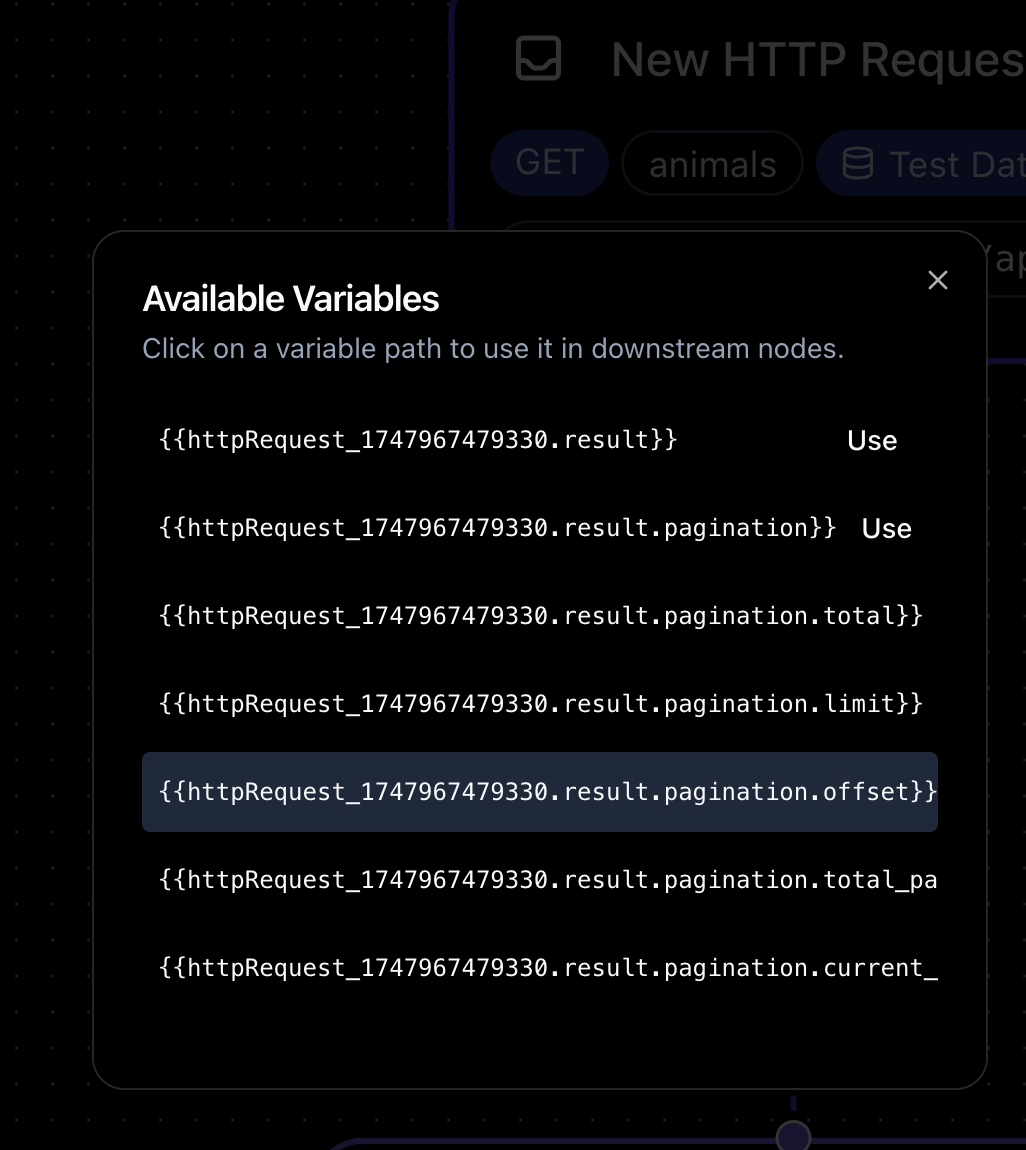 New HTTP Reques
GET
animals
Test Dat
/ap
Available Variables
Click on a variable path to use it in downstream nodes.
{{httpRequest_1747967479330.result}}
Use
{{httpRequest_1747967479330.result.pagination}}
Use
{{httpRequest_1747967479330.result.pagination.total}}
{{httpRequest_1747967479330.result.pagination.limit}}
{{httpRequest_1747967479330.result.pagination.offset}}
{{httpRequest_1747967479330.result.pagination.total_pa
{{httpRequest_1747967479330.result.pagination.current_